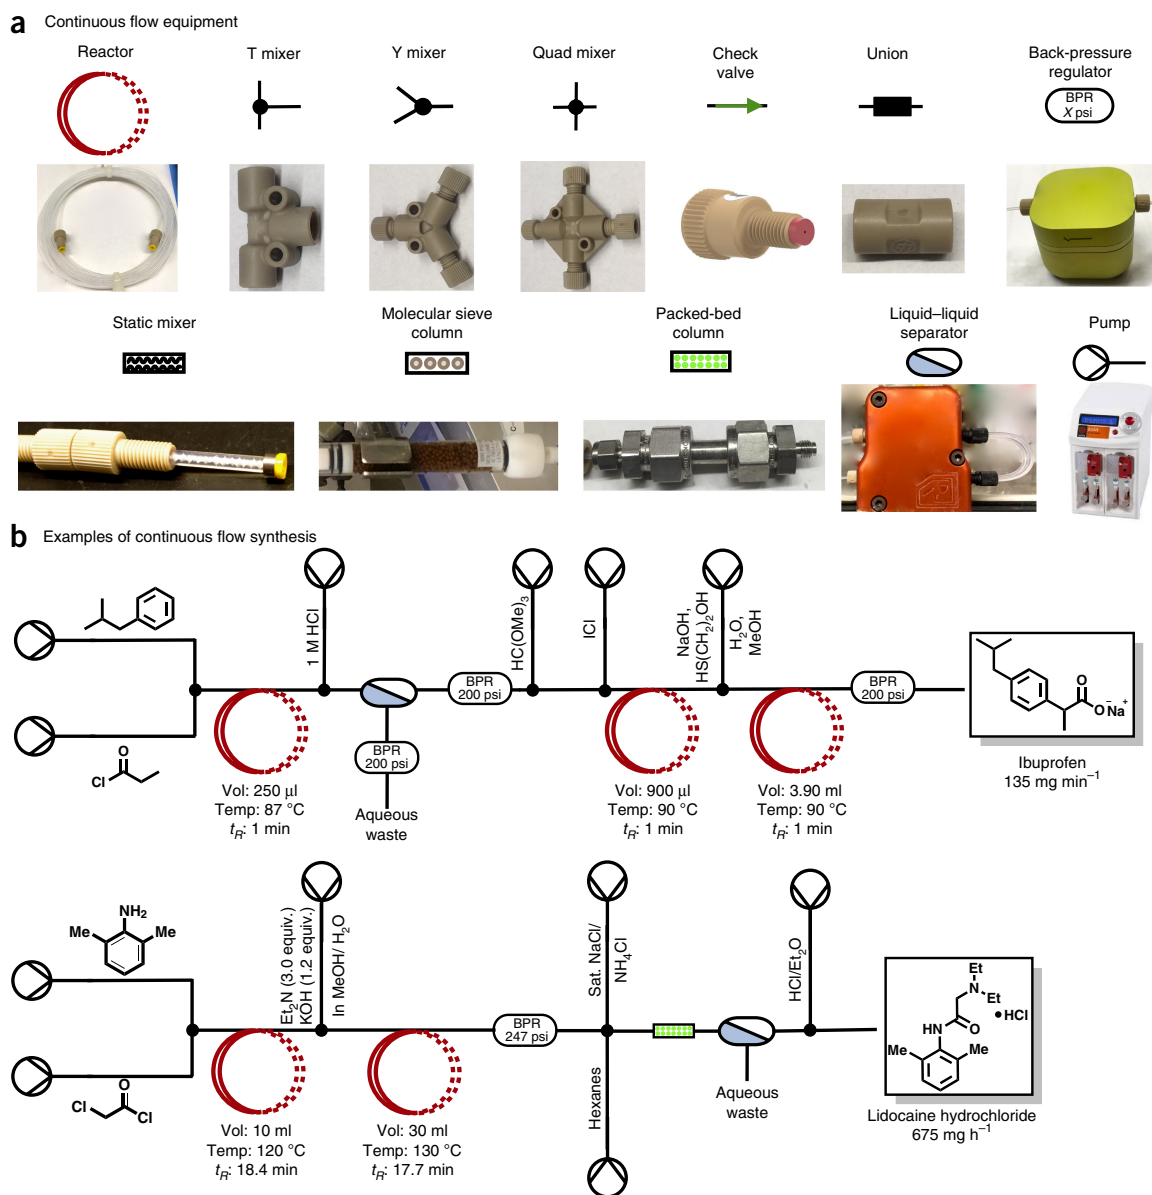 a Continuous flow equipment
Reactor
T mixer
Y mixer
Quad mixer
Check
valve
Union
Back-pressure
regulator
BPR
X psi
Static mixer
Molecular sieve
column
Packed-bed
column
Liquid–liquid
separator
Pump
b Examples of continuous flow synthesis
O
Cl
1 M HCl
BPR
200 psi
Aqueous
waste
BPR
200 psi
HC(OMe)3
ICl
NaOH,
HS(CH2)2OH
H2O,
MeOH
BPR
200 psi
O
O− Na+
Ibuprofen
135 mg min−1
Vol: 250 µl
Temp: 87 °C
tR: 1 min
Vol: 900 µl
Temp: 90 °C
tR: 1 min
Vol: 3.90 ml
Temp: 90 °C
tR: 1 min
NH2
Me
Me
Cl
O
Cl
Et2N (3.0 equiv.)
KOH (1.2 equiv.)
In MeOH/ H2O
BPR
247 psi
Sat. NaCl/
NH4Cl
Hexanes
HCl/Et2O
Aqueous
waste
Et
N
Et
•HCl
HN
O
Me
Me
Lidocaine hydrochloride
675 mg h−1
Vol: 10 ml
Temp: 120 °C
tR: 18.4 min
Vol: 30 ml
Temp: 130 °C
tR: 17.7 min